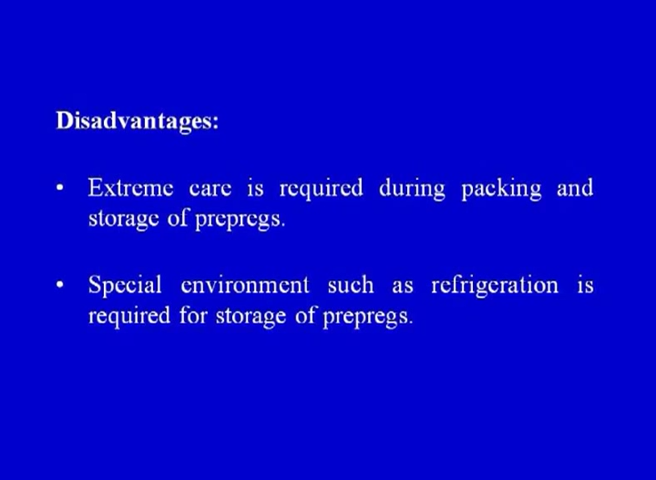 Disadvantages:
• Extreme care is required during packing and
storage of prepregs.
• Special environment such as refrigeration is
required for storage of prepregs.